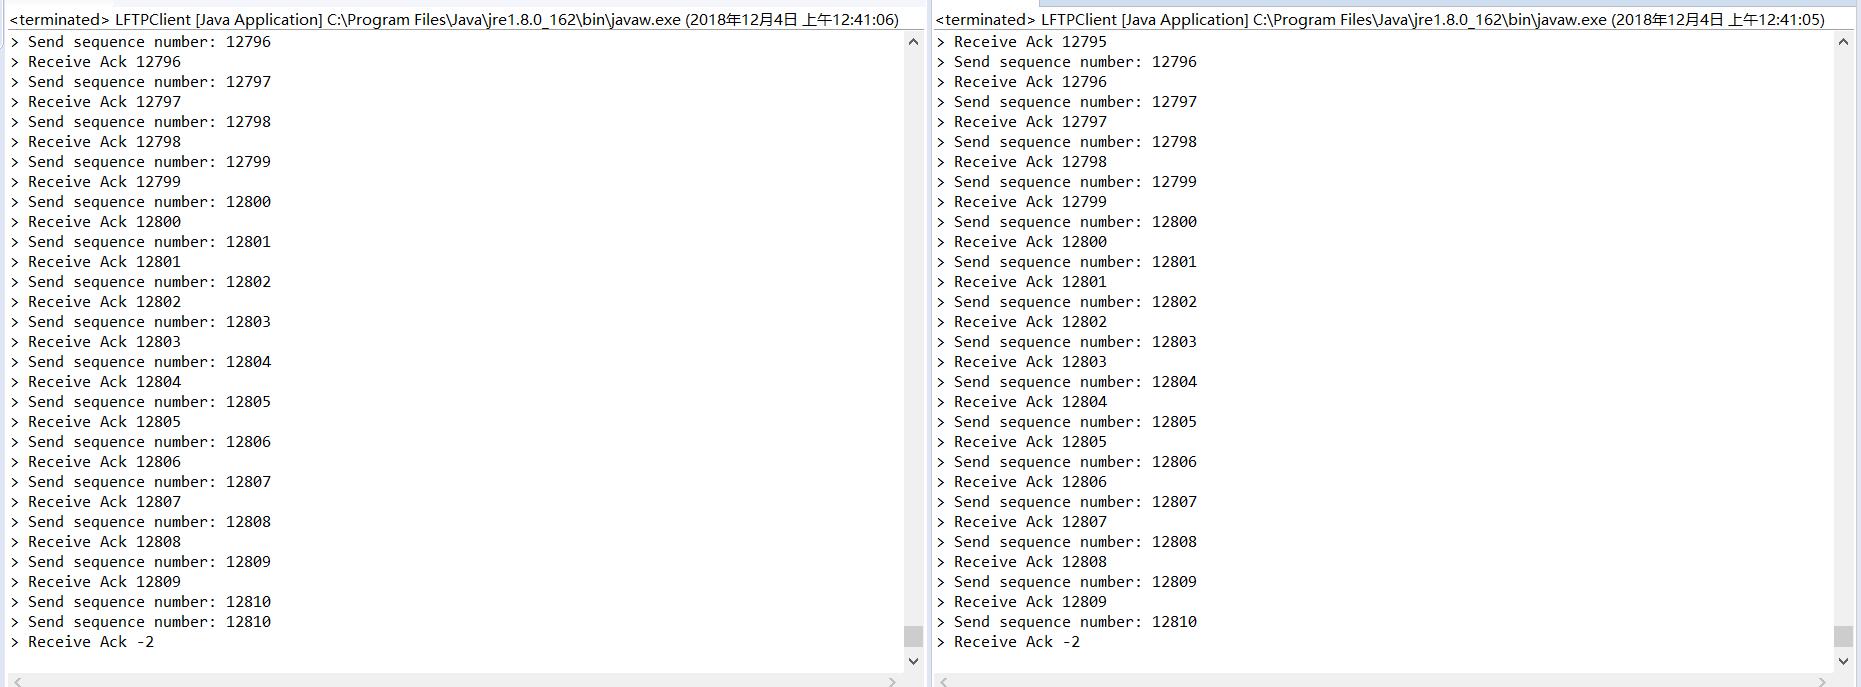 <terminated> LFTPClient [Java Application] C:\Program Files\Java\jre1.8.0_162\bin\javaw.exe (2018年12月4日 上午12:41:06)
> Send sequence number: 12796
> Receive Ack 12796
> Send sequence number: 12797
> Receive Ack 12797
> Send sequence number: 12798
> Receive Ack 12798
> Send sequence number: 12799
> Receive Ack 12799
> Send sequence number: 12800
> Receive Ack 12800
> Send sequence number: 12801
> Receive Ack 12801
> Send sequence number: 12802
> Receive Ack 12802
> Send sequence number: 12803
> Receive Ack 12803
> Send sequence number: 12804
> Receive Ack 12804
> Send sequence number: 12805
> Receive Ack 12805
> Send sequence number: 12806
> Receive Ack 12806
> Send sequence number: 12807
> Receive Ack 12807
> Send sequence number: 12808
> Receive Ack 12808
> Send sequence number: 12809
> Receive Ack 12809
> Send sequence number: 12810
> Send sequence number: 12810
> Receive Ack -2
<terminated> LFTPClient [Java Application] C:\Program Files\Java\jre1.8.0_162\bin\javaw.exe (2018年12月4日 上午12:41:05)
> Receive Ack 12795
> Send sequence number: 12796
> Receive Ack 12796
> Send sequence number: 12797
> Receive Ack 12797
> Send sequence number: 12798
> Receive Ack 12798
> Send sequence number: 12799
> Receive Ack 12799
> Send sequence number: 12800
> Receive Ack 12800
> Send sequence number: 12801
> Receive Ack 12801
> Send sequence number: 12802
> Receive Ack 12802
> Send sequence number: 12803
> Receive Ack 12803
> Send sequence number: 12804
> Receive Ack 12804
> Send sequence number: 12805
> Receive Ack 12805
> Send sequence number: 12806
> Receive Ack 12806
> Send sequence number: 12807
> Receive Ack 12807
> Send sequence number: 12808
> Receive Ack 12808
> Send sequence number: 12809
> Receive Ack 12809
> Send sequence number: 12810
> Receive Ack -2